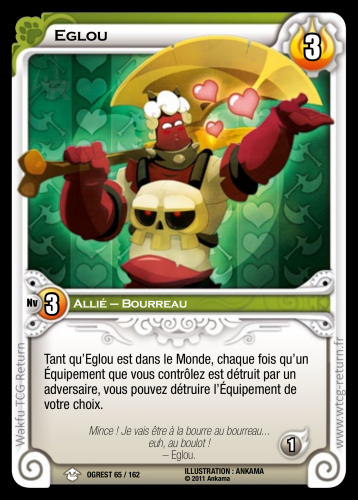 Eglou
3
Nv 3 Allié – Bourreau
Tant qu'Eglou est dans le Monde, chaque fois qu'un
Équipement que vous contrôlez est détruit par un
adversaire, vous pouvez détruire l'Équipement de
votre choix.
Mince ! Je vais être à la bourre au bourreau...
euh, au boulot !
– Eglou.
1
OGREST 65 / 162
ILLUSTRATION : ANKAMA
© 2011 Ankama
Wakfu TCG Return
www.wtcg-return.fr